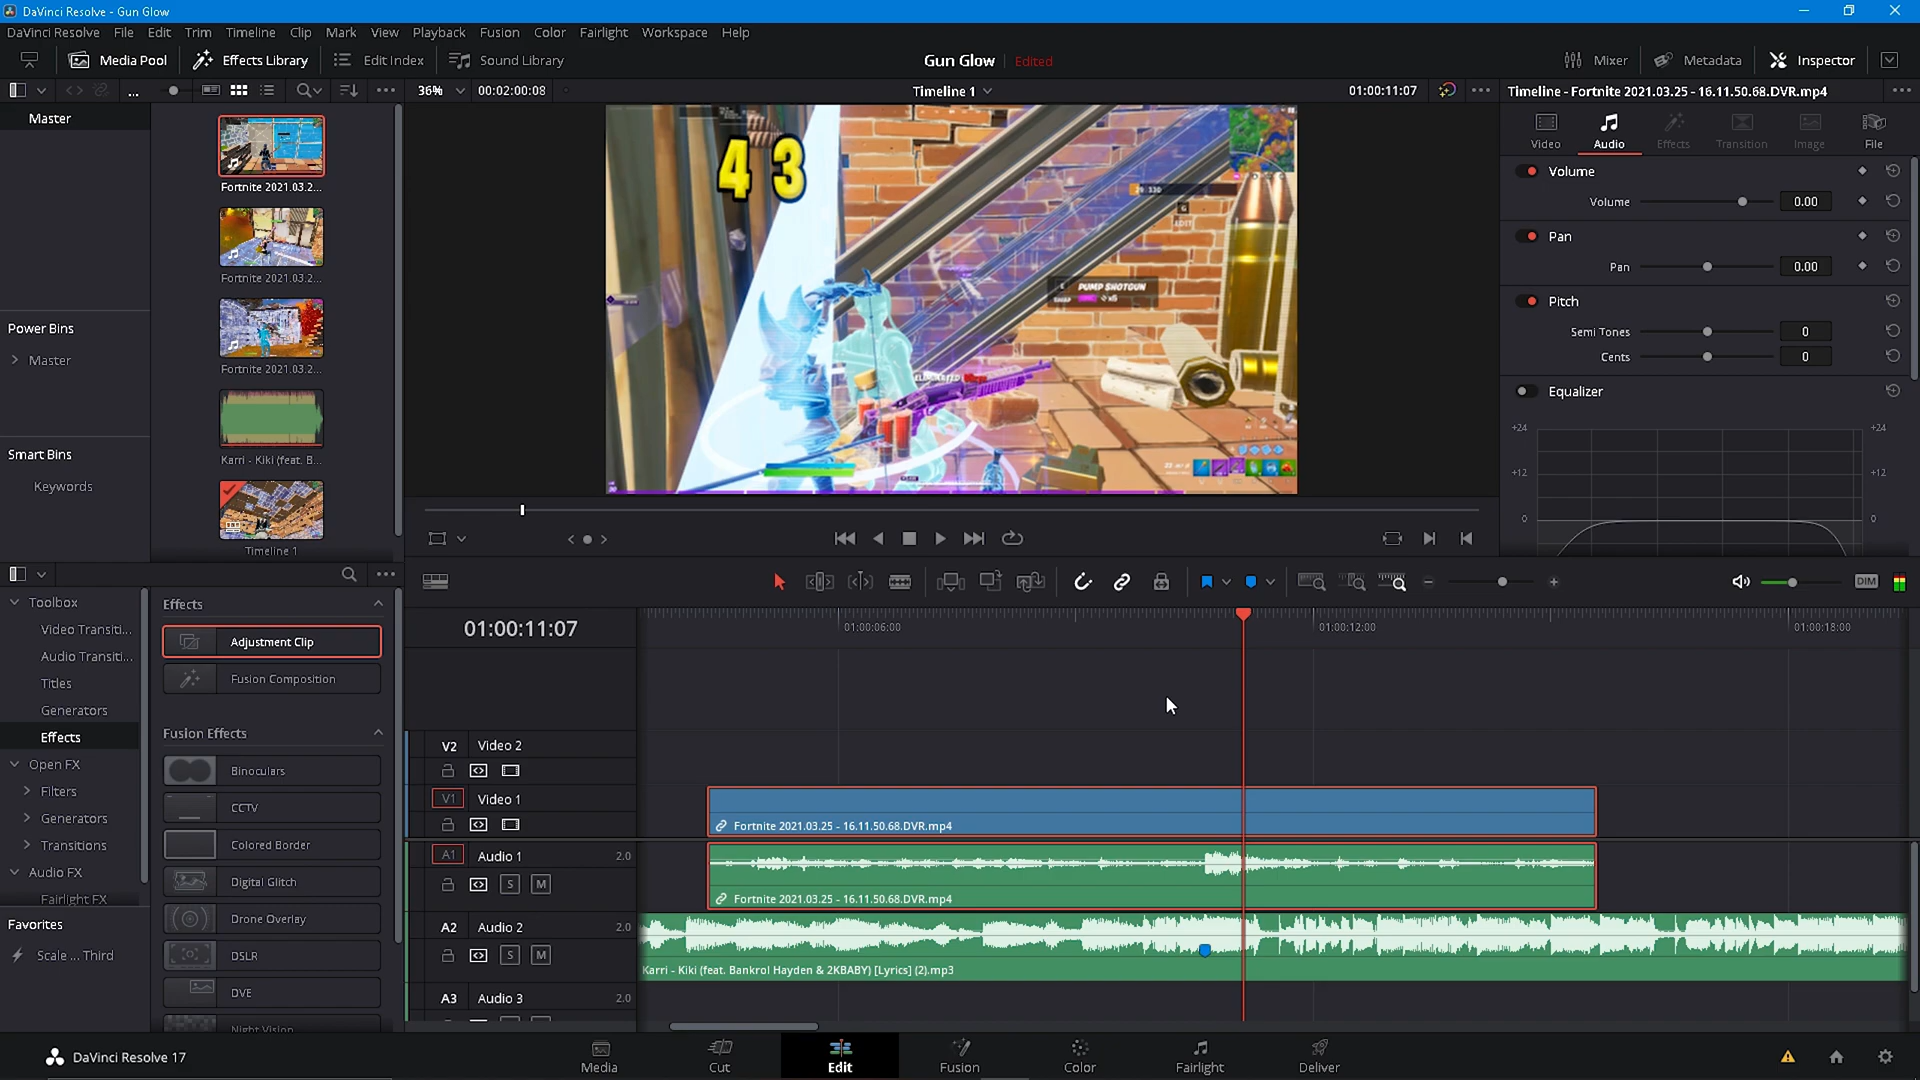 DaVinci Resolve - Gun Glow
DaVinci Resolve File Edit Trim Timeline Clip Mark View Playback Fusion Color Fairlight Workspace Help
Media Pool Effects Library Edit Index Sound Library Gun Glow Edited Mixer Metadata Inspector
... 36% 00:02:00:08 Timeline 1 01:00:11:07 Timeline - Fortnite 2021.03.25 - 16.11.50.68.DVR.mp4
Master
Power Bins
Master
Smart Bins
Keywords
Fortnite 2021.03.2...
Fortnite 2021.03.2...
Fortnite 2021.03.2...
Karri - Kiki (feat. B...
Timeline 1
43
PUMP SHOTGUN
Video Audio Effects Transition Image File
Volume
Volume 0.00
Pan
Pan 0.00
Pitch
Semi Tones 0
Cents 0
Equalizer
+24 +24
+12 +12
0 0
DIM
Toolbox
Video Transiti...
Audio Transiti...
Titles
Generators
Effects
Open FX
Filters
Generators
Transitions
Audio FX
Fairlight FX
Favorites
Scale ... Third
Effects
Adjustment Clip
Fusion Composition
Fusion Effects
Binoculars
CCTV
Colored Border
Digital Glitch
Drone Overlay
DSLR
DVE
Night Vision
01:00:11:07
01:00:06:00 01:00:12:00 01:00:18:00
V2 Video 2
V1 Video 1
Fortnite 2021.03.25 - 16.11.50.68.DVR.mp4
A1 Audio 1 2.0
S M
Fortnite 2021.03.25 - 16.11.50.68.DVR.mp4
A2 Audio 2 2.0
S M
Karri - Kiki (feat. Bankrol Hayden & 2KBABY) [Lyrics] (2).mp3
A3 Audio 3 2.0
DaVinci Resolve 17
Media Cut Edit Fusion Color Fairlight Deliver